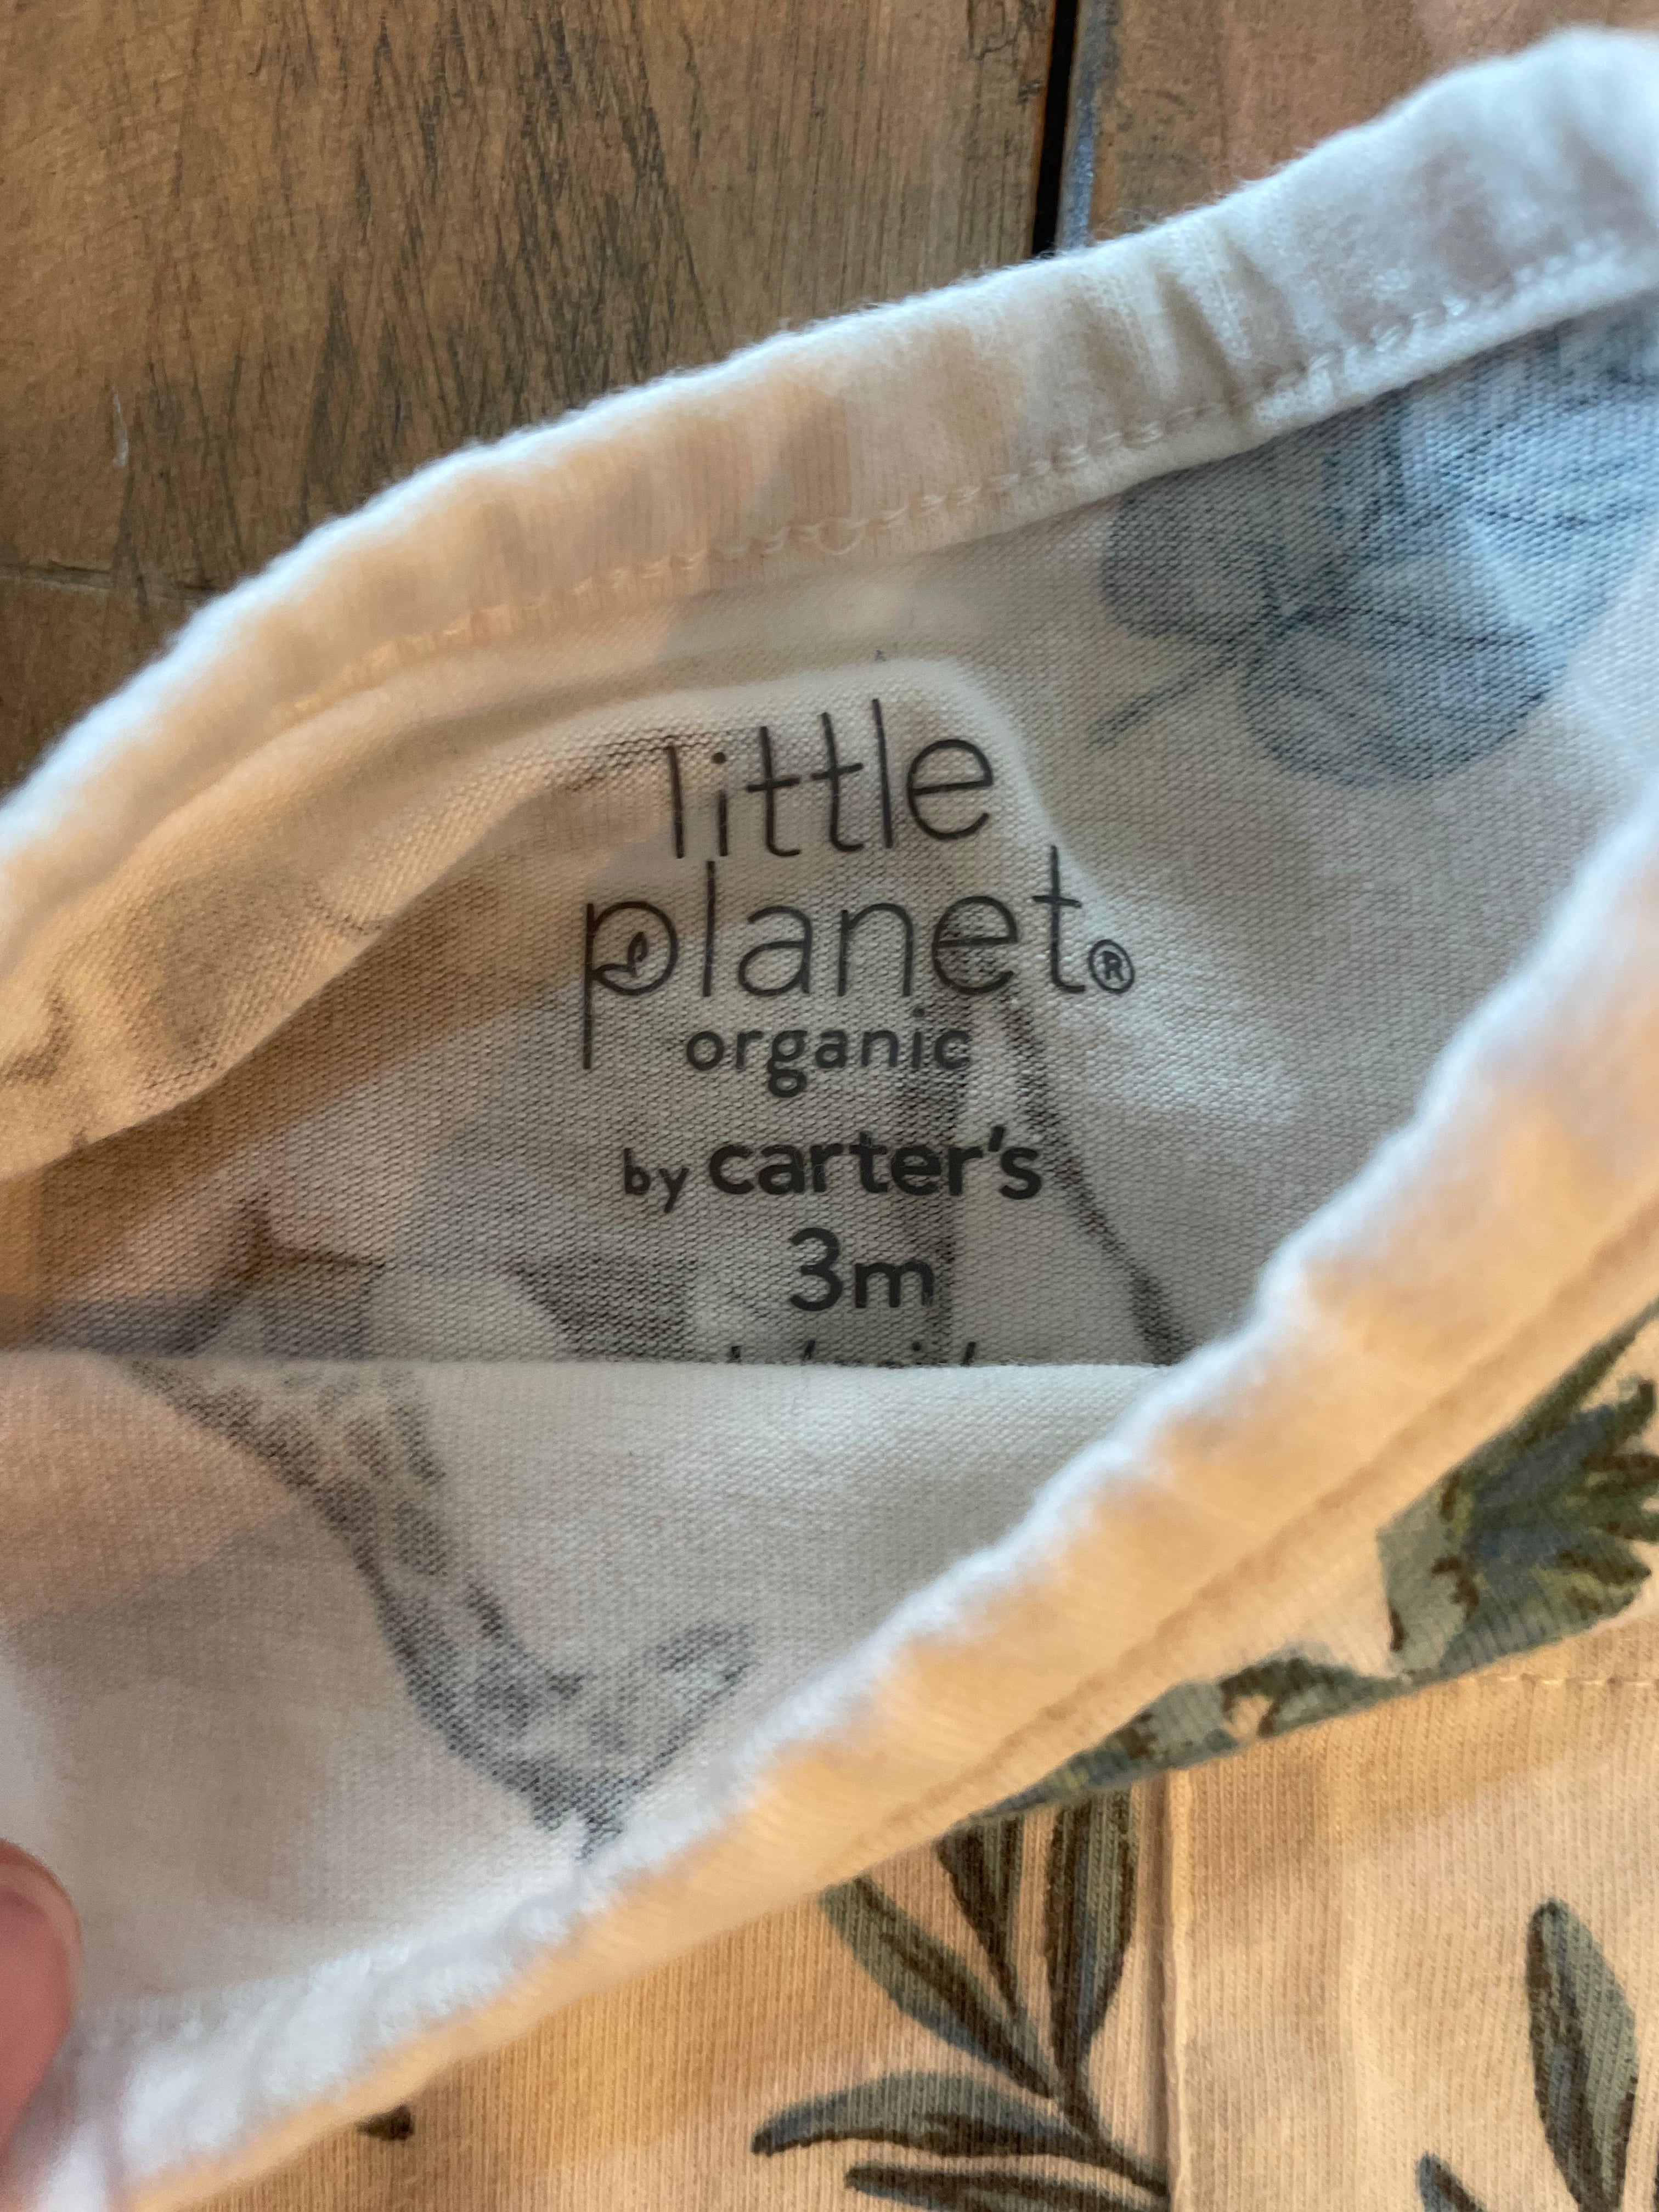 little
planet®
organic
by carter's
3m